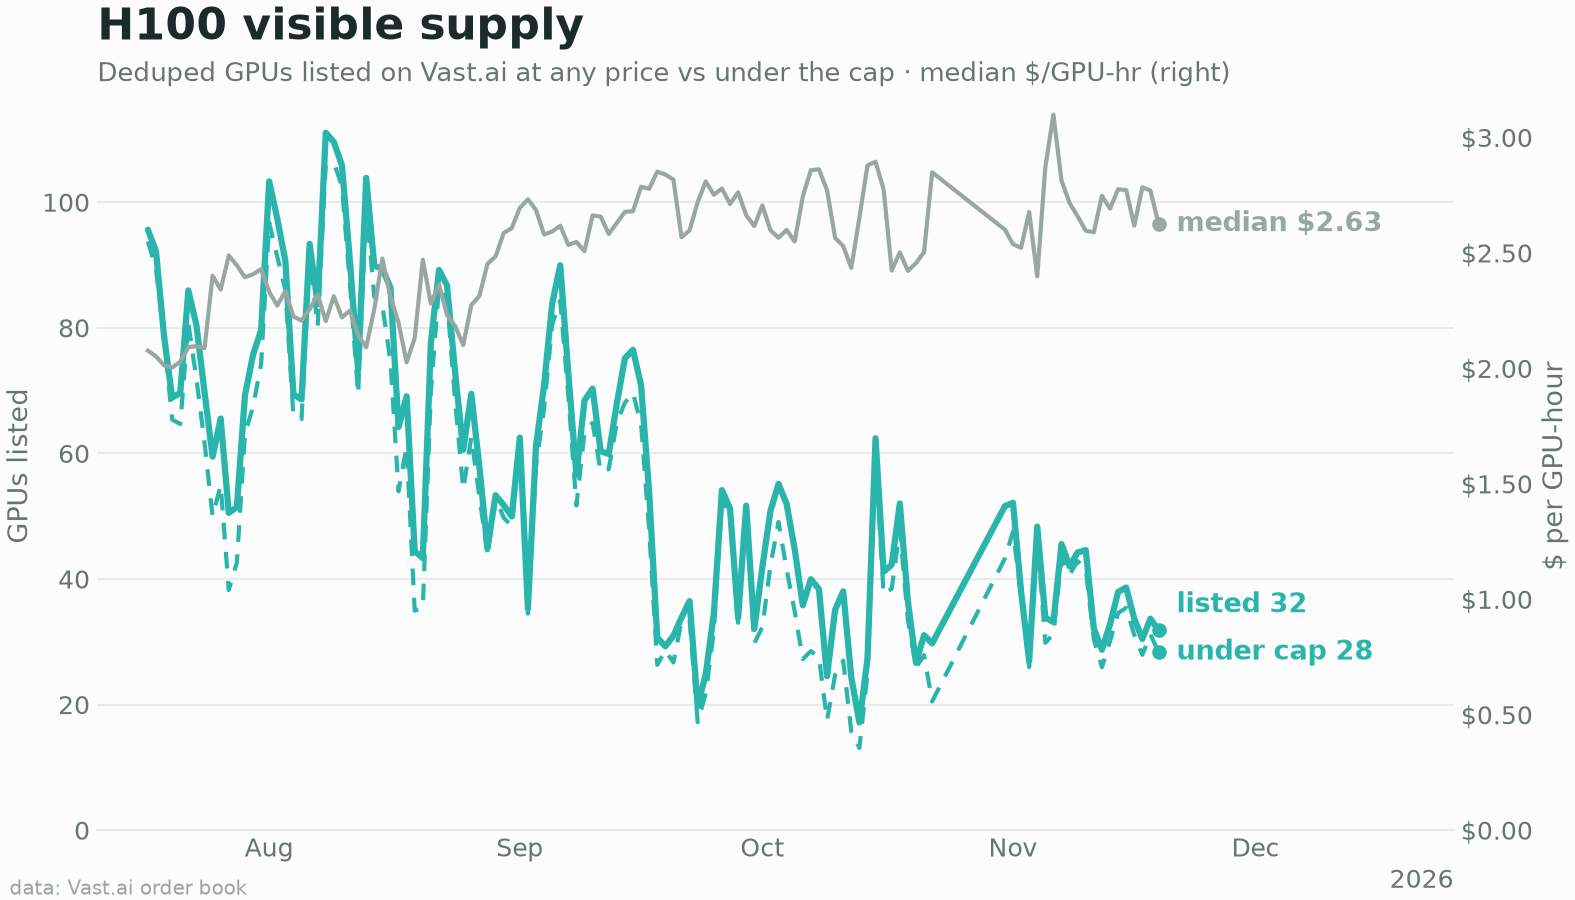 H100 visible supply
Deduped GPUs listed on Vast.ai at any price vs under the cap · median $/GPU-hr (right)
GPUs listed
100
80
60
40
20
0
$3.00
$2.50
$2.00
$1.50
$1.00
$0.50
$0.00
$ per GPU-hour
median $2.63
listed 32
under cap 28
Aug
Sep
Oct
Nov
Dec
2026
data: Vast.ai order book